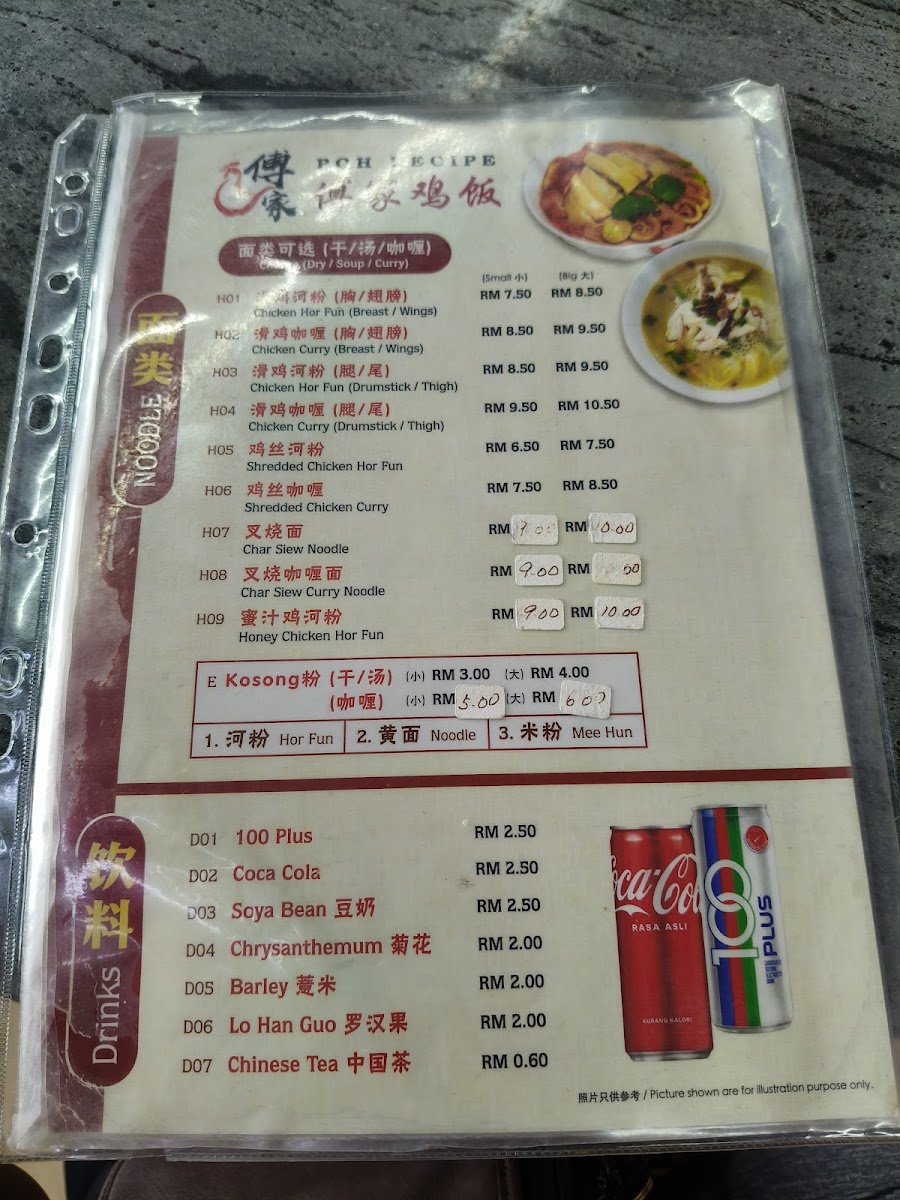 傅家
POH RECIPE
傅家鸡饭
面类可选 (干/汤/咖喱)
(Dry / Soup / Curry)
(Small 小) (Big 大)
H01 鸡河粉 (胸/翅膀) RM 7.50 RM 8.50
Chicken Hor Fun (Breast / Wings)
H02 滑鸡咖喱 (胸/翅膀) RM 8.50 RM 9.50
Chicken Curry (Breast / Wings)
H03 滑鸡河粉 (腿/尾) RM 8.50 RM 9.50
Chicken Hor Fun (Drumstick / Thigh)
H04 滑鸡咖喱 (腿/尾) RM 9.50 RM 10.50
Chicken Curry (Drumstick / Thigh)
H05 鸡丝河粉 RM 6.50 RM 7.50
Shredded Chicken Hor Fun
H06 鸡丝咖喱 RM 7.50 RM 8.50
Shredded Chicken Curry
H07 叉烧面 RM RM 10.00
Char Siew Noodle
H08 叉烧咖喱面 RM 9.00 RM 00
Char Siew Curry Noodle
H09 蜜汁鸡河粉 RM 9.00 RM 10.00
Honey Chicken Hor Fun
面类 NOODLE
E Kosong粉 (干/汤) (小) RM 3.00 (大) RM 4.00
(咖喱) (小) RM 5.00 (大) RM 6.00
1. 河粉 Hor Fun 2. 黄面 Noodle 3. 米粉 Mee Hun
饮料 Drinks
D01 100 Plus RM 2.50
D02 Coca Cola RM 2.50
D03 Soya Bean 豆奶 RM 2.50
D04 Chrysanthemum 菊花 RM 2.00
D05 Barley 薏米 RM 2.00
D06 Lo Han Guo 罗汉果 RM 2.00
D07 Chinese Tea 中国茶 RM 0.60
Coca-Cola
RASA ASLI
KURANG KALORI
100 PLUS
照片只供参考 / Picture shown are for illustration purpose only.